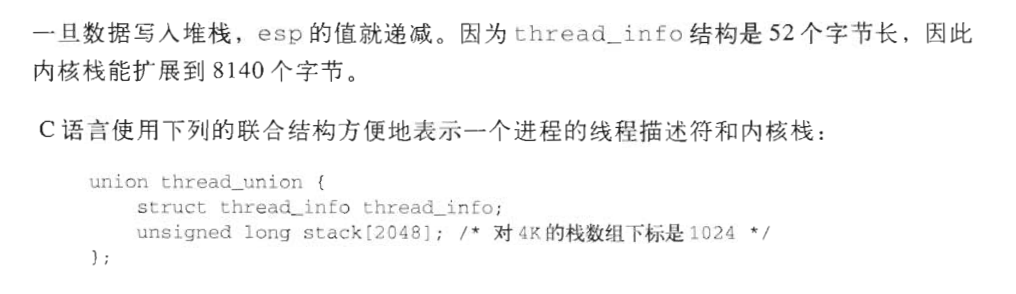 一旦数据写入堆栈，esp 的值就递减。因为 thread_info 结构是 52 个字节长，因此
内核栈能扩展到 8140 个字节。
C 语言使用下列的联合结构方便地表示一个进程的线程描述符和内核栈：
union thread_union {
    struct thread_info thread_info;
    unsigned long stack[2048]; /* 对 4K 的栈数组下标是 1024 */
};